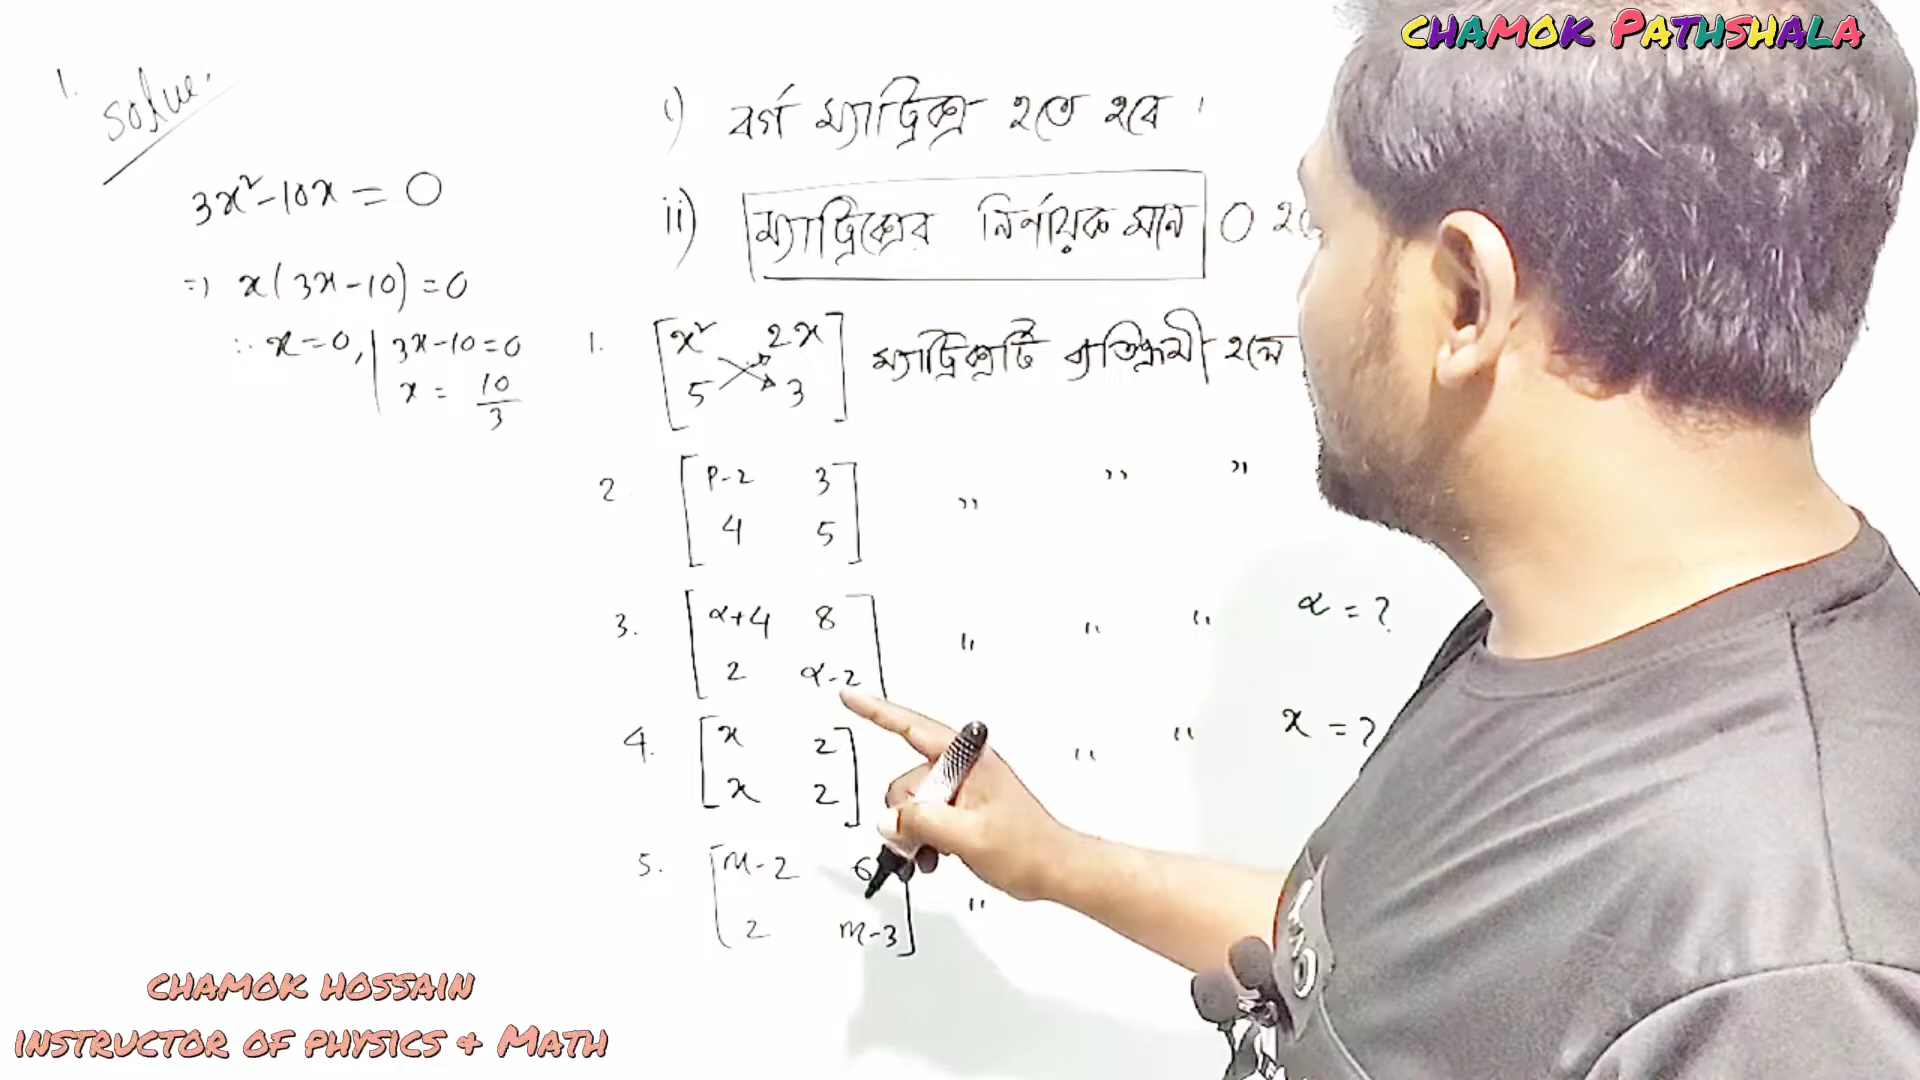 CHAMOK PATHSHALA
1. Solve:
3x² - 10x = 0
⇒ x(3x - 10) = 0
∴ x = 0, | 3x - 10 = 0
x = 10/3
i) বর্গ ম্যাট্রিক্স হতে হবে ।
ii) ম্যাট্রিক্সের নির্ণায়ক মান 0
1. [x² 2x] ম্যাট্রিক্সটি ব্যতিক্রমী হলে
[5 3]
2. [P-2 3] " " "
[4 5]
3. [α+4 8] " " " α = ?
[2 α-2]
4. [x 2] " " x = ?
[x 2]
5. [m-2 6] "
[2 m-3]
CHAMOK HOSSAIN
INSTRUCTOR OF PHYSICS & MATH